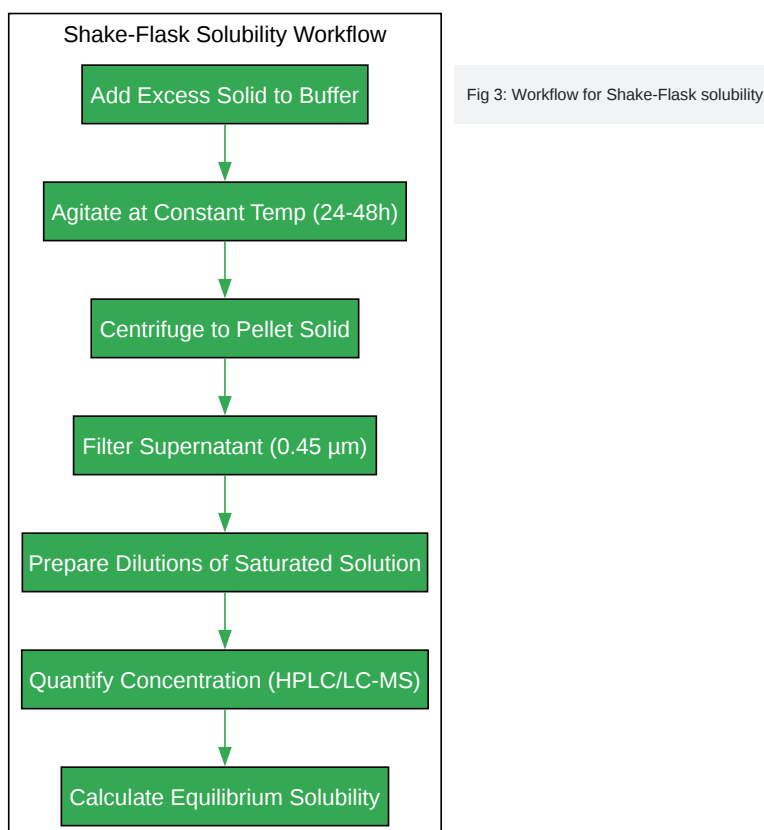 Shake-Flask Solubility Workflow
Add Excess Solid to Buffer
Fig 3: Workflow for Shake-Flask solubility
Agitate at Constant Temp (24-48h)
Centrifuge to Pellet Solid
Filter Supernatant (0.45 µm)
Prepare Dilutions of Saturated Solution
Quantify Concentration (HPLC/LC-MS)
Calculate Equilibrium Solubility